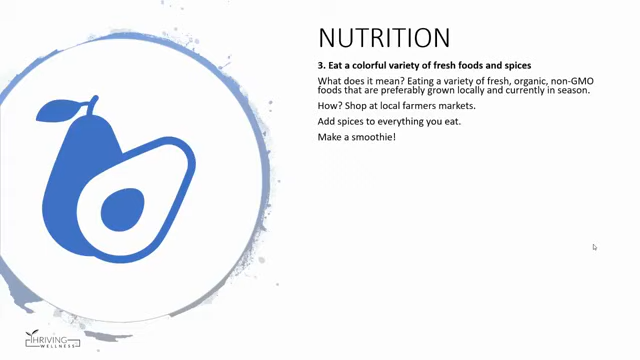 NUTRITION
3. Eat a colorful variety of fresh foods and spices
What does it mean? Eating a variety of fresh, organic, non-GMO
foods that are preferably grown locally and currently in season.
How? Shop at local farmers markets.
Add spices to everything you eat.
Make a smoothie!
THRIVING
WELLNESS